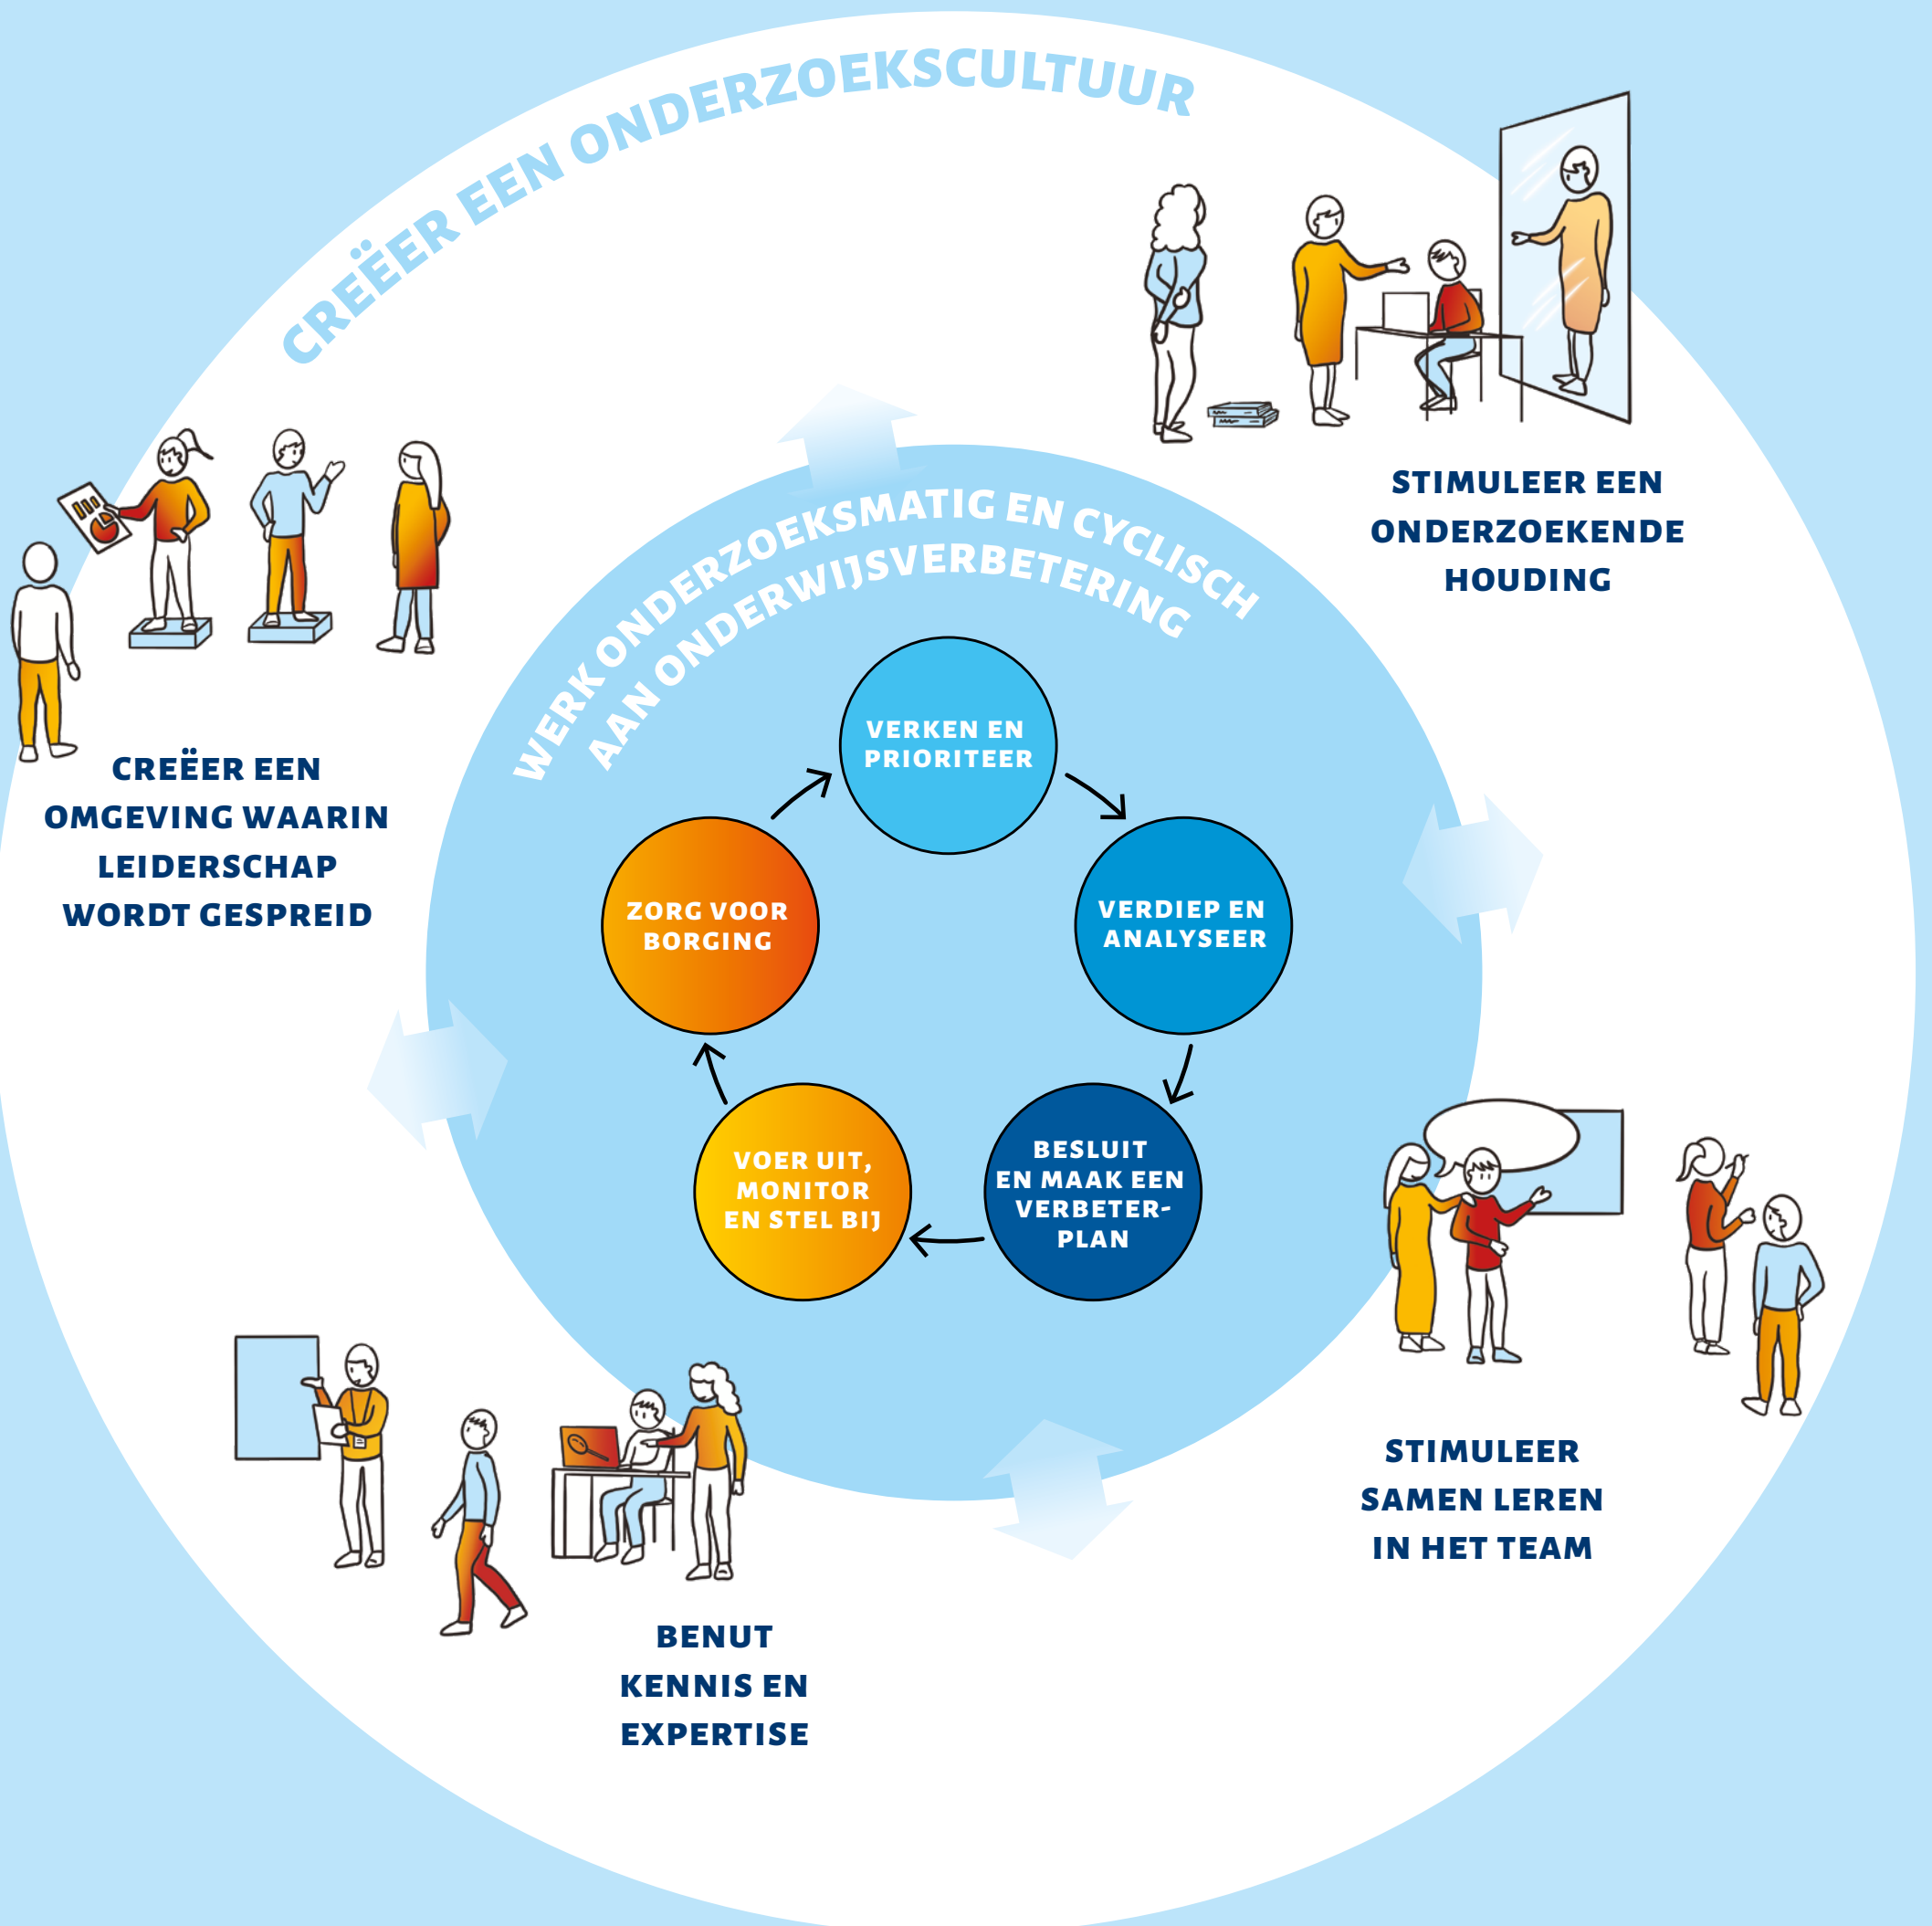 CREËER EEN ONDERZOEKSCULTUUR
STIMULEER EEN
ONDERZOEKENDE
HOUDING
WERK ONDERZOEKSMATIG EN CYCLISCH
AAN ONDERWIJSVERBETERING
VERKEN EN
PRIORITEER
CREËER EEN
OMGEVING WAARIN
LEIDERSCHAP
WORDT GESPREID
ZORG VOOR
BORGING
VERDIEP EN
ANALYSEER
VOER UIT,
MONITOR
EN STEL BIJ
BESLUIT
EN MAAK EEN
VERBETER-
PLAN
STIMULEER
SAMEN LEREN
IN HET TEAM
BENUT
KENNIS EN
EXPERTISE